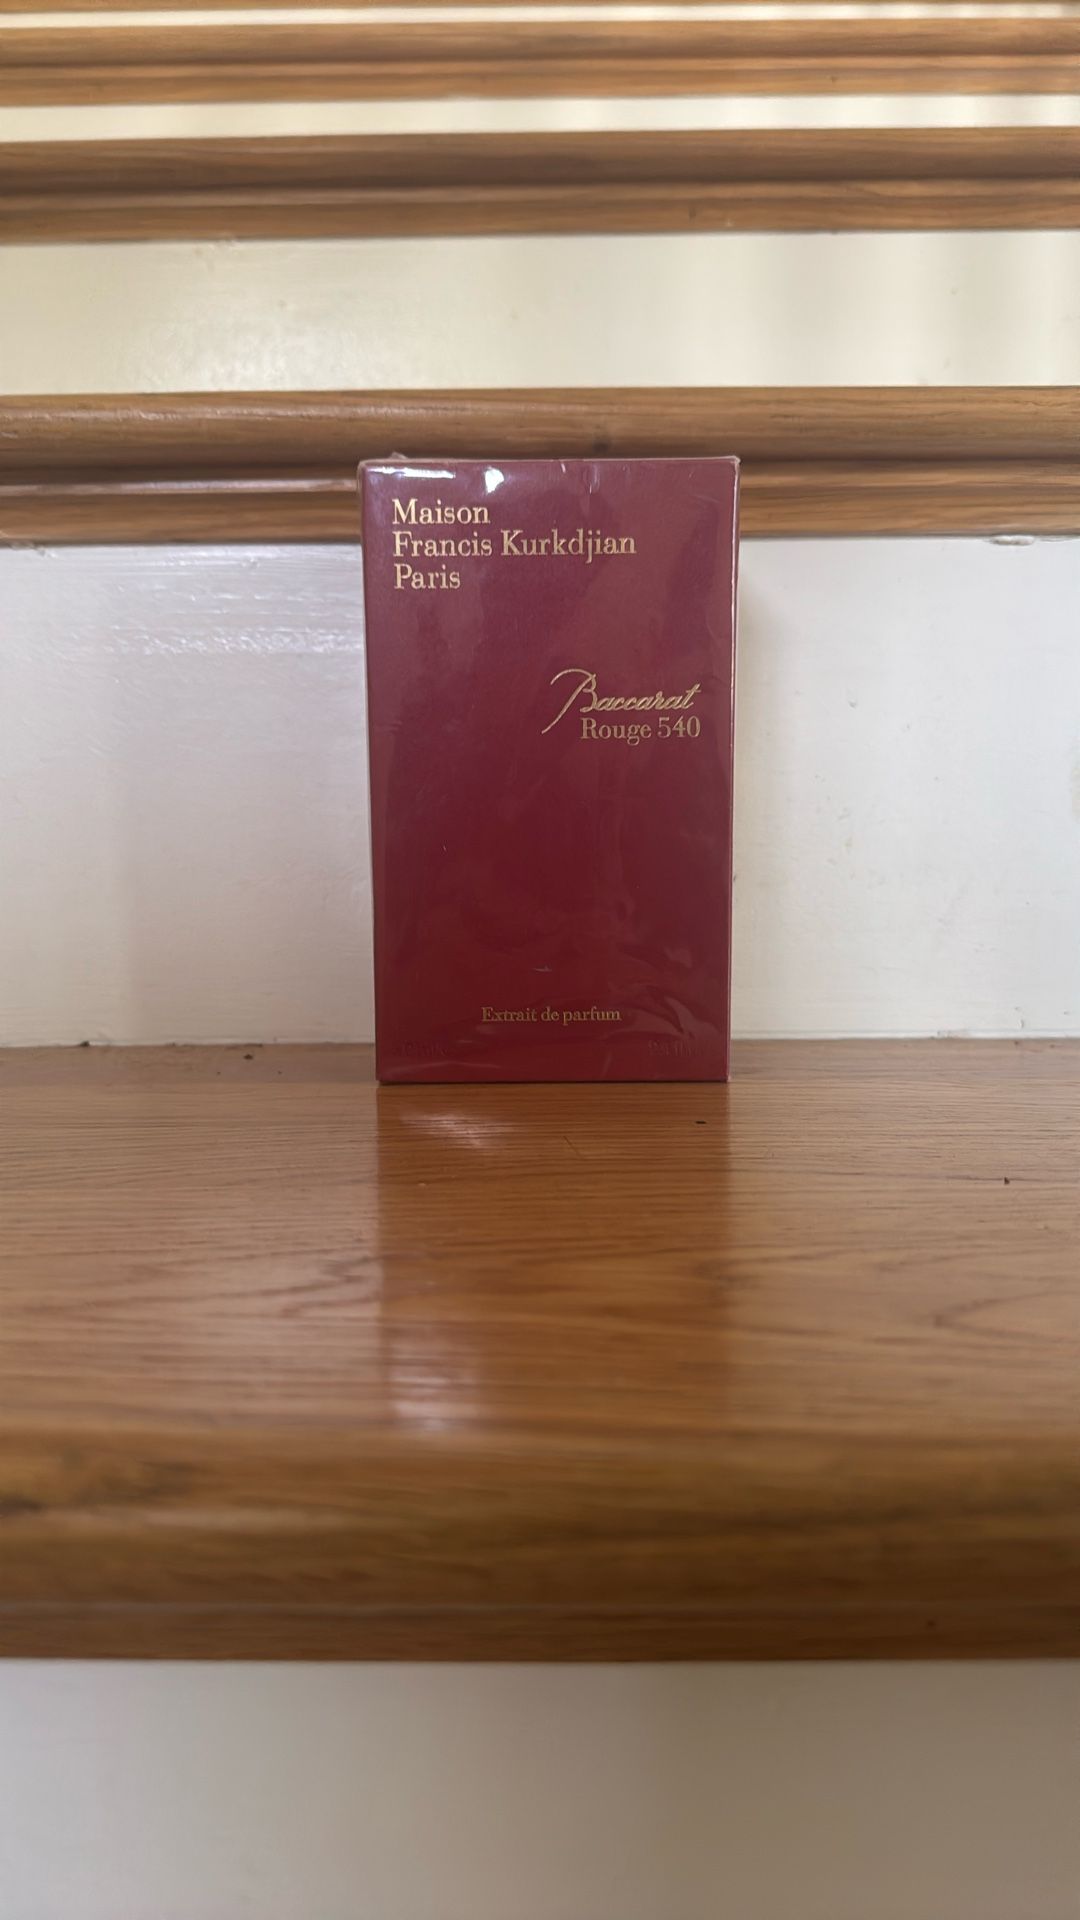 Maison
Francis Kurkdjian
Paris
Baccarat
Rouge 540
Extrait de parfum